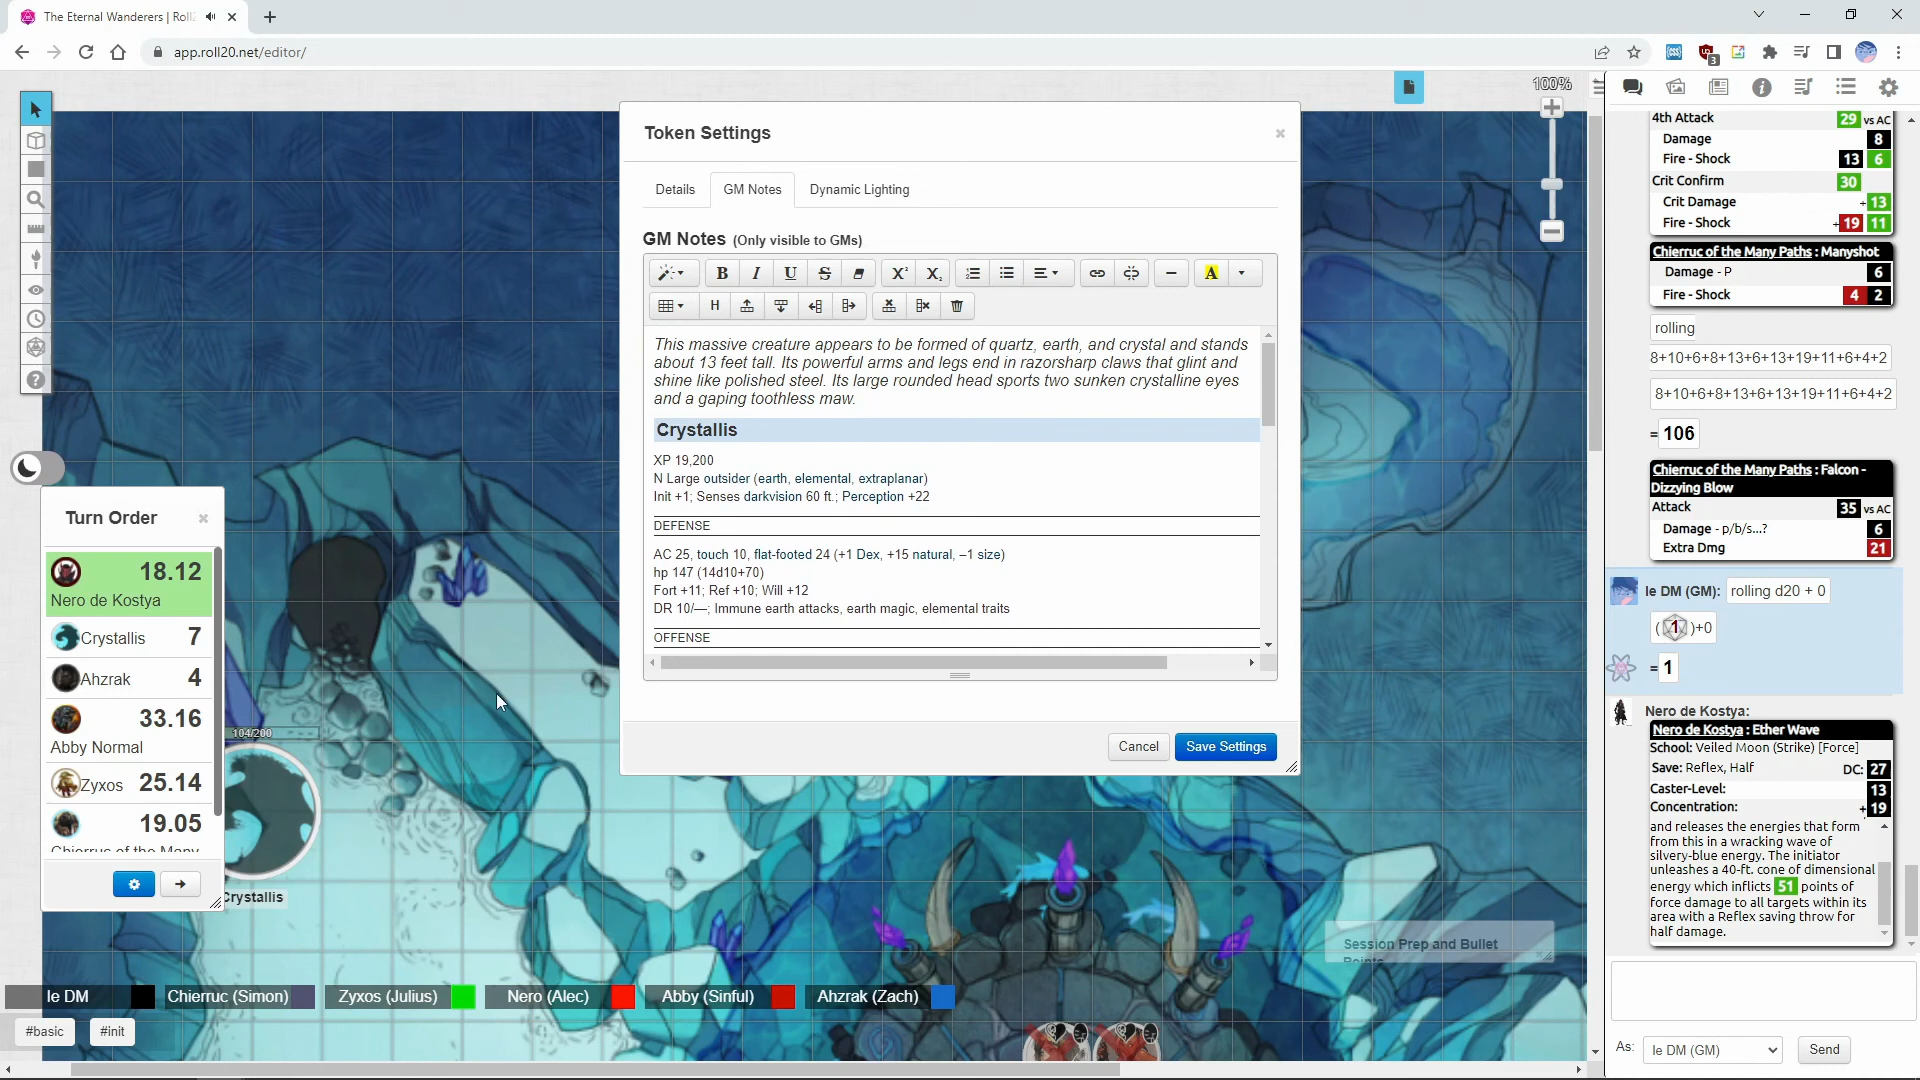 The Eternal Wanderers | Roll2
app.roll20.net/editor/
3
100%
Token Settings
Details
GM Notes
Dynamic Lighting
GM Notes (Only visible to GMs)
This massive creature appears to be formed of quartz, earth, and crystal and stands
about 13 feet tall. Its powerful arms and legs end in razorsharp claws that glint and
shine like polished steel. Its large rounded head sports two sunken crystalline eyes
and a gaping toothless maw.
Crystallis
XP 19,200
N Large outsider (earth, elemental, extraplanar)
Init +1; Senses darkvision 60 ft.; Perception +22
DEFENSE
AC 25, touch 10, flat-footed 24 (+1 Dex, +15 natural, –1 size)
hp 147 (14d10+70)
Fort +11; Ref +10; Will +12
DR 10/—; Immune earth attacks, earth magic, elemental traits
OFFENSE
Cancel
Save Settings
Turn Order
18.12
Nero de Kostya
Crystallis 7
Ahzrak 4
33.16
Abby Normal
Zyxos 25.14
19.05
Chierruc of the Many
104/200
Crystallis
Session Prep and Bullet
Points
le DM
Chierruc (Simon)
Zyxos (Julius)
Nero (Alec)
Abby (Sinful)
Ahzrak (Zach)
#basic
#init
4th Attack 29 vs AC
Damage 8
Fire - Shock 13 6
Crit Confirm 30
Crit Damage + 13
Fire - Shock + 19 11
Chierruc of the Many Paths : Manyshot
Damage - P 6
Fire - Shock 4 2
rolling
8+10+6+8+13+6+13+19+11+6+4+2
8+10+6+8+13+6+13+19+11+6+4+2
= 106
Chierruc of the Many Paths : Falcon -
Dizzying Blow
Attack 35 vs AC
Damage - p/b/s...? 6
Extra Dmg 21
le DM (GM): rolling d20 + 0
(1)+0
= 1
Nero de Kostya:
Nero de Kostya : Ether Wave
School: Veiled Moon (Strike) [Force]
Save: Reflex, Half DC: 27
Caster-Level: 13
Concentration: + 19
and releases the energies that form
from this in a wracking wave of
silvery-blue energy. The initiator
unleashes a 40-ft. cone of dimensional
energy which inflicts 51 points of
force damage to all targets within its
area with a Reflex saving throw for
half damage.
As: le DM (GM)
Send